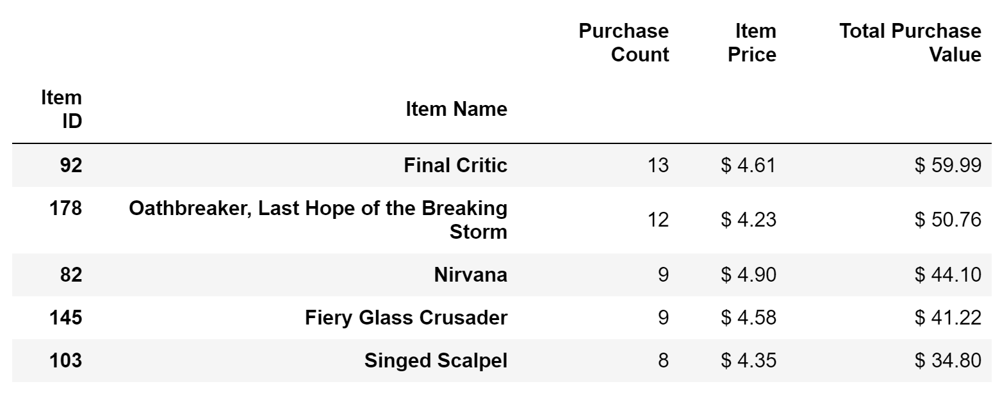 Purchase Count Item Price Total Purchase Value
Item ID Item Name
92 Final Critic 13 $ 4.61 $ 59.99
178 Oathbreaker, Last Hope of the Breaking Storm 12 $ 4.23 $ 50.76
82 Nirvana 9 $ 4.90 $ 44.10
145 Fiery Glass Crusader 9 $ 4.58 $ 41.22
103 Singed Scalpel 8 $ 4.35 $ 34.80